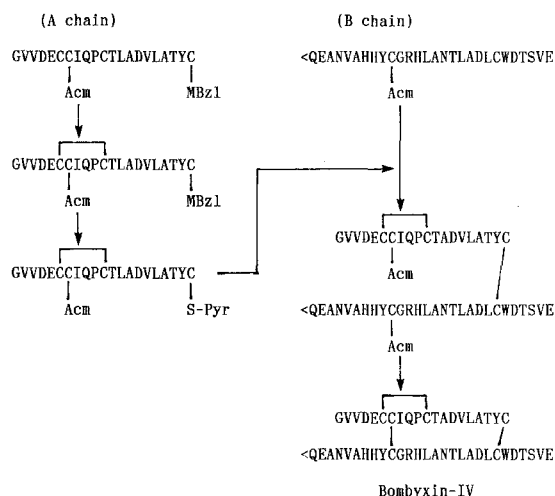 (A chain)
GVVDECCIQPCTLADVLATYC
Acm
MBzl
GVVDECCIQPCTLADVLATYC
Acm
MBzl
GVVDECCIQPCTLADVLATYC
Acm
S-Pyr
(B chain)
<QEANVAHHYCGRHLANTLADLCWDTSVE
Acm
GVVDECCIQPCTADVLATYC
Acm
<QEANVAHHYCGRHLANTLADLCWDTSVE
Acm
GVVDECCIQPCTADVLATYC
<QEANVAHHYCGRHLANTLADLCWDTSVE
Bombyxin-IV